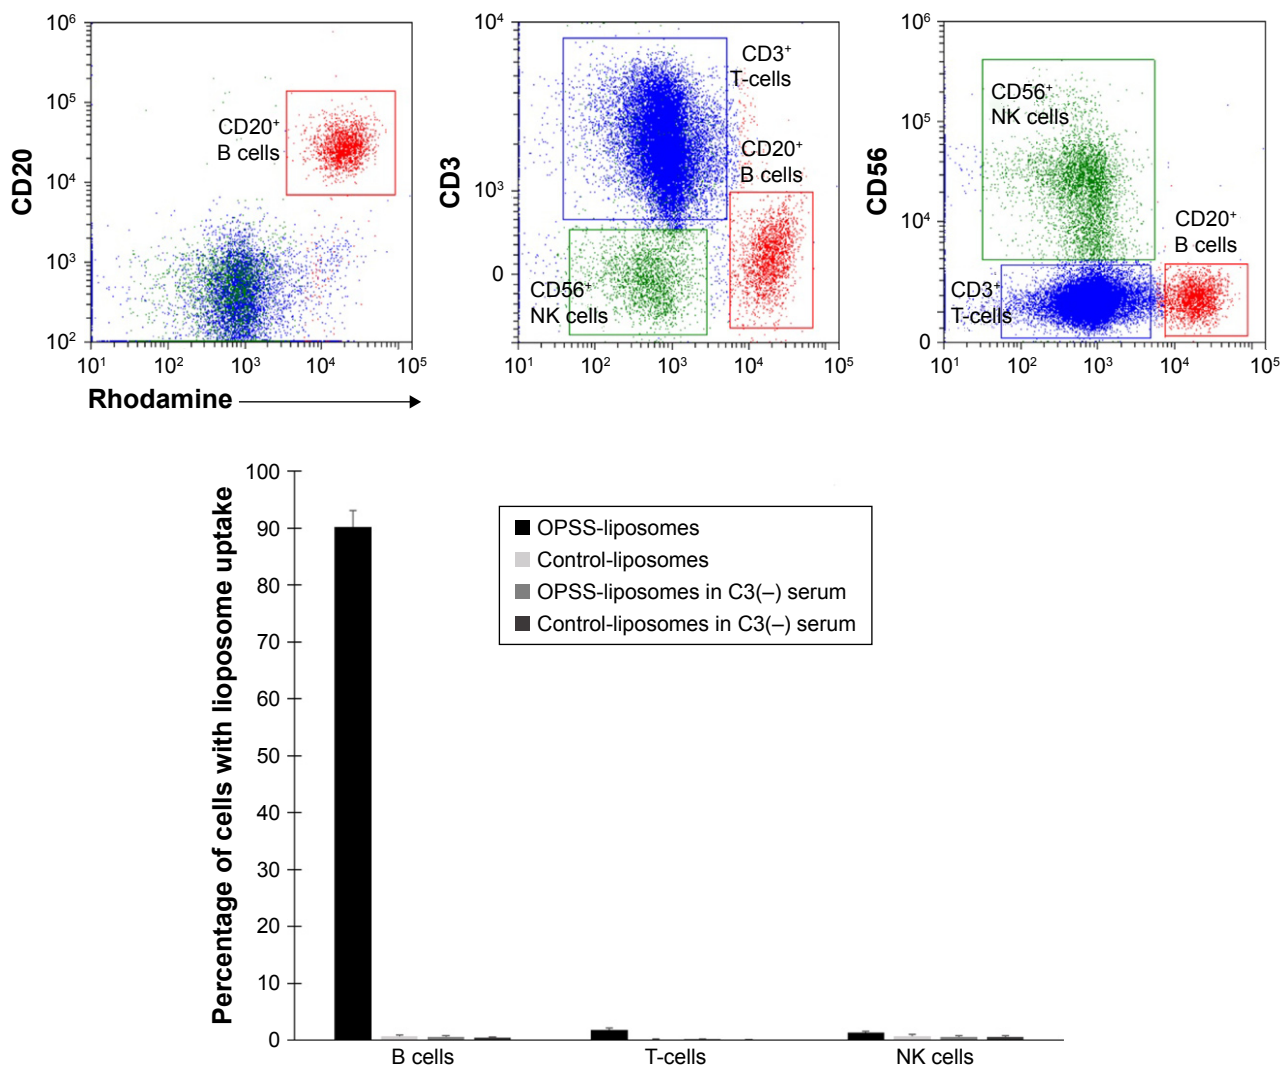 10⁶
10⁵
10⁴
10³
10²
CD20
CD20⁺
B cells
10¹ 10² 10³ 10⁴ 10⁵
Rhodamine
10⁴
10³
0
CD3
CD3⁺
T-cells
CD20⁺
B cells
CD56⁺
NK cells
10¹ 10² 10³ 10⁴ 10⁵
10⁶
10⁵
10⁴
0
CD56
CD56⁺
NK cells
CD20⁺
B cells
CD3⁺
T-cells
10¹ 10² 10³ 10⁴ 10⁵
Percentage of cells with lioposome uptake
100
90
80
70
60
50
40
30
20
10
0
OPSS-liposomes
Control-liposomes
OPSS-liposomes in C3(–) serum
Control-liposomes in C3(–) serum
B cells T-cells NK cells